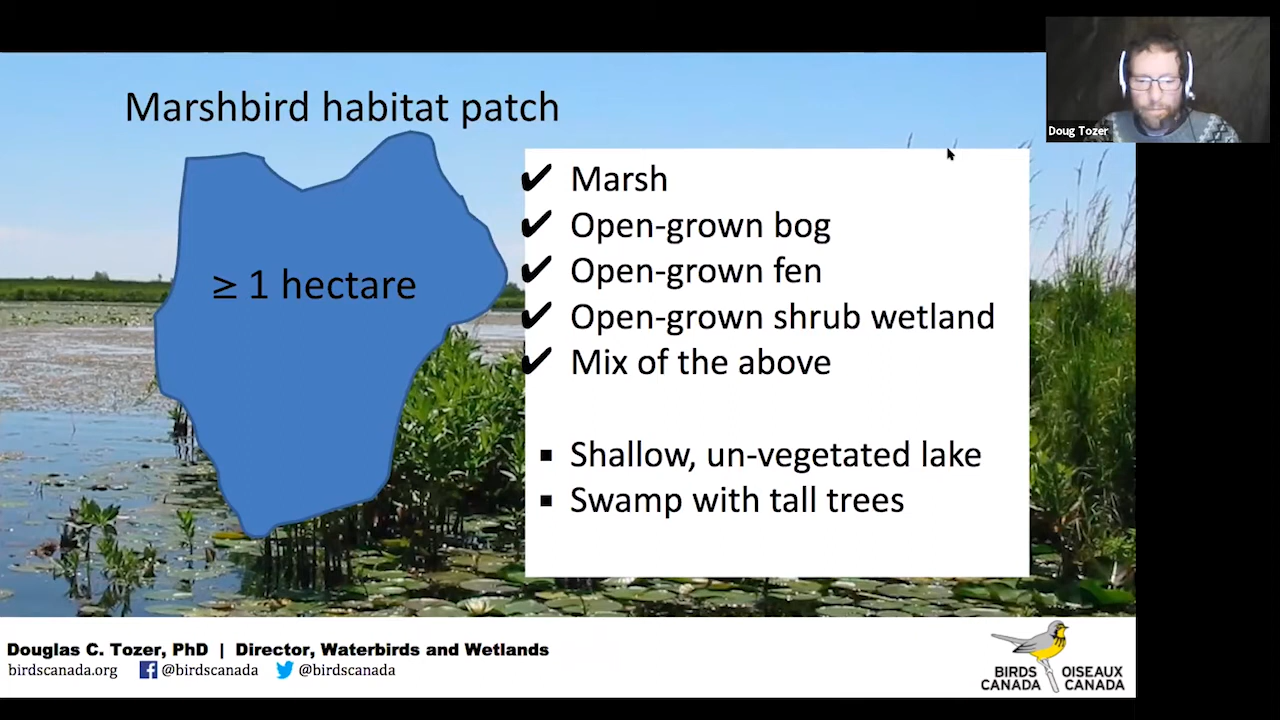 Marshbird habitat patch
≥ 1 hectare
✔ Marsh
✔ Open-grown bog
✔ Open-grown fen
✔ Open-grown shrub wetland
✔ Mix of the above
▪ Shallow, un-vegetated lake
▪ Swamp with tall trees
Doug Tozer
Douglas C. Tozer, PhD | Director, Waterbirds and Wetlands
birdscanada.org @birdscanada @birdscanada
BIRDS OISEAUX
CANADA CANADA